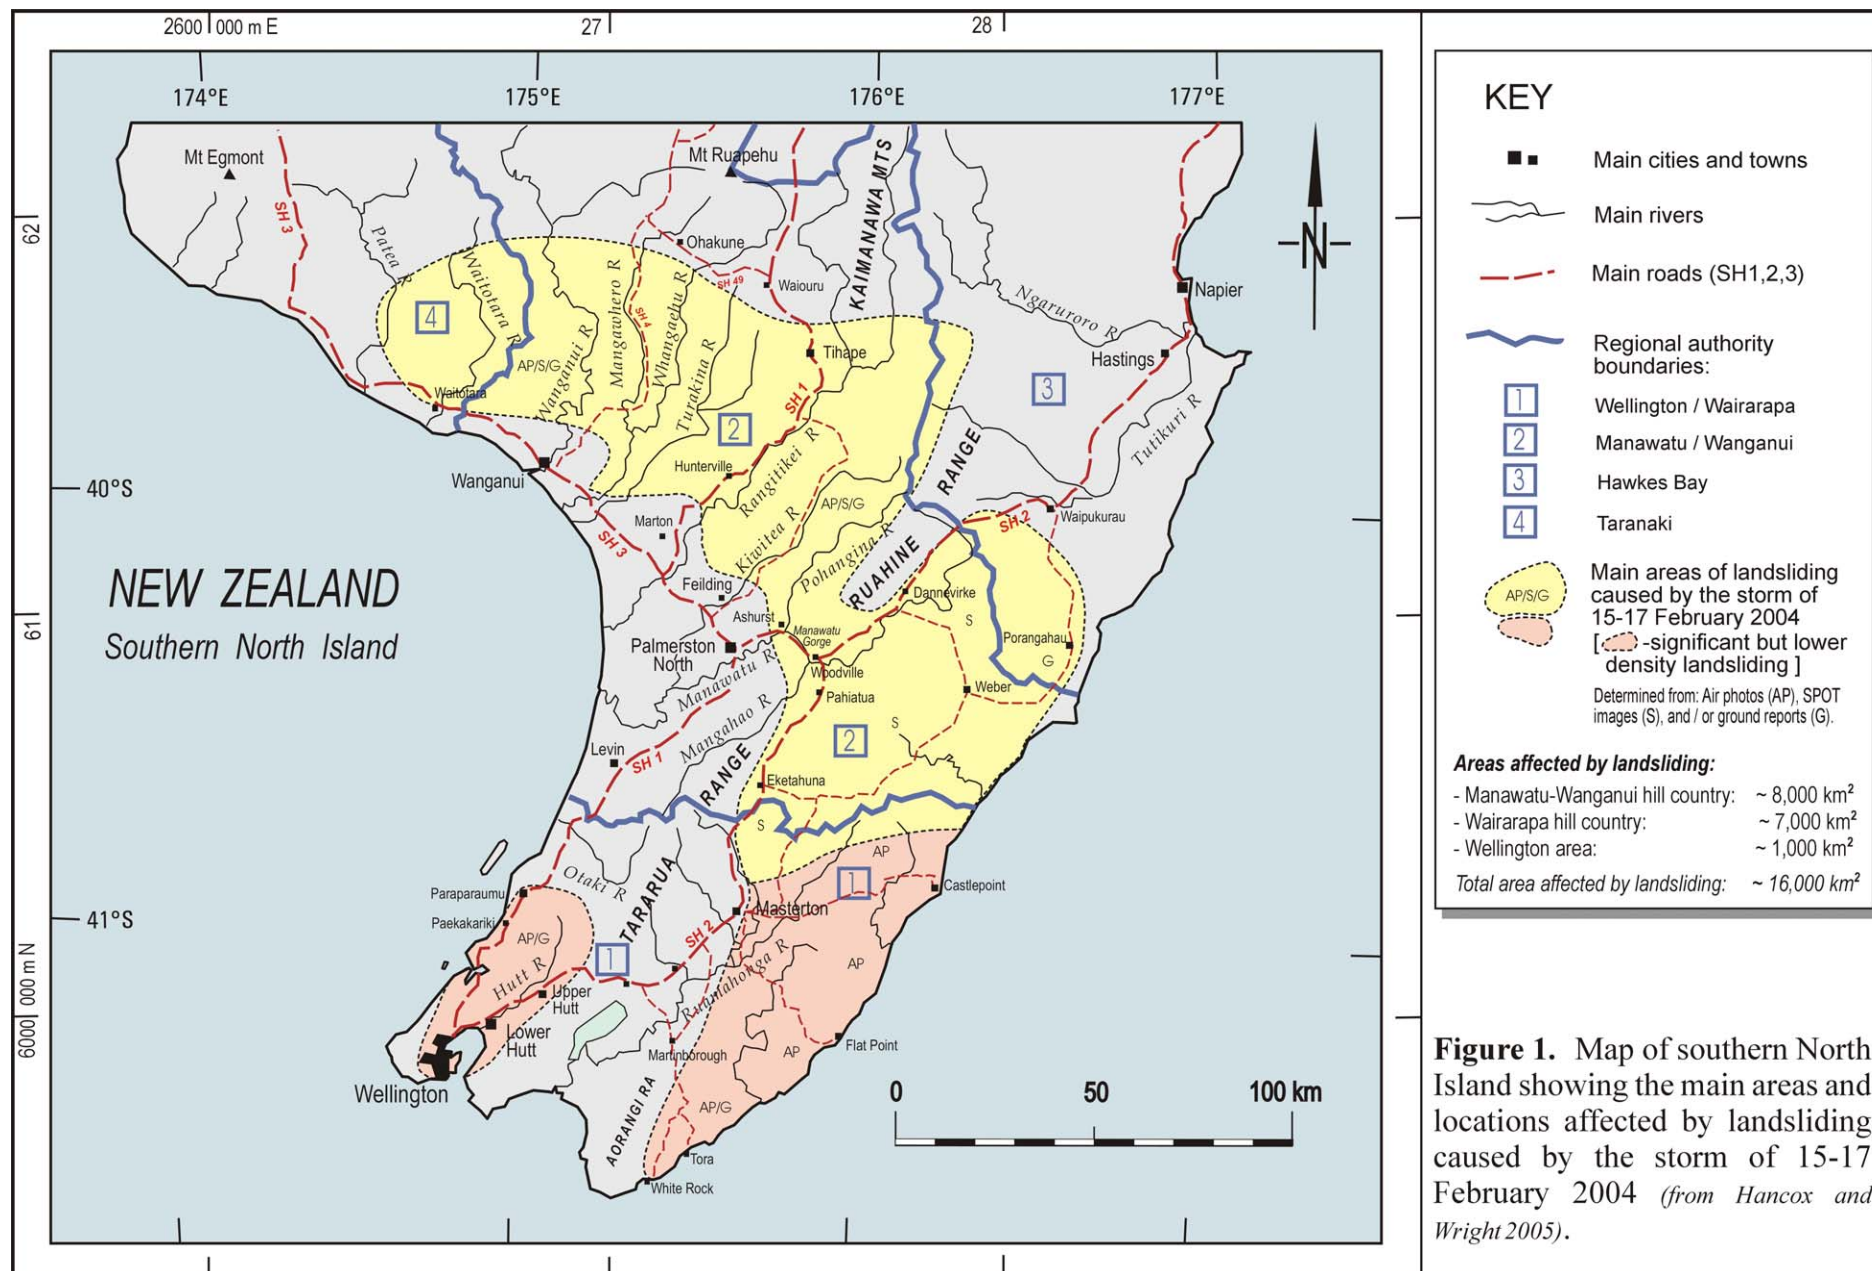 2600 000 m E
27
28
174°E
175°E
176°E
177°E
62
61
6000 000 m N
40°S
41°S
NEW ZEALAND
Southern North Island
Mt Egmont
Mt Ruapehu
KAIMANAWA MTS
SH 3
Patea R
Waitotara R
Ohakune
Waiouru
SH 49
SH 4
Mangawhero R
Whangaehu R
Wanganui R
Turakina R
4
AP/S/G
Waitotara
Wanganui
Tihape
SH 1
2
Hunterville
Rangitikei R
Marton
SH 3
Kiwitea R
AP/S/G
Pohangina R
RUAHINE
RANGE
Ngaruroro R
Napier
Hastings
3
Tutikuri R
SH 2
Waipukurau
Feilding
Ashurst
Manawatu
Gorge
Palmerston
North
Woodville
Pahiatua
Dannevirke
S
Porangahau
G
Weber
Manawatu R
Mangahao R
Levin
SH 1
RANGE
2
S
Eketahuna
S
Otaki R
TARARUA
Paraparaumu
Paekakariki
AP/G
Hutt R
Upper
Hutt
Lower
Hutt
Wellington
1
SH 2
Masterton
1
AP
Castlepoint
AP
Ruamahonga R
Martinborough
AP
Flat Point
AORANGI RA
AP/G
Tora
White Rock
N
0
50
100 km
KEY
Main cities and towns
Main rivers
Main roads (SH1,2,3)
Regional authority
boundaries:
1 Wellington / Wairarapa
2 Manawatu / Wanganui
3 Hawkes Bay
4 Taranaki
AP/S/G
Main areas of landsliding
caused by the storm of
15-17 February 2004
[ -significant but lower
density landsliding ]
Determined from: Air photos (AP), SPOT
images (S), and / or ground reports (G).
Areas affected by landsliding:
- Manawatu-Wanganui hill country: ~ 8,000 km²
- Wairarapa hill country: ~ 7,000 km²
- Wellington area: ~ 1,000 km²
Total area affected by landsliding: ~ 16,000 km²
Figure 1. Map of southern North
Island showing the main areas and
locations affected by landsliding
caused by the storm of 15-17
February 2004 (from Hancox and
Wright 2005).